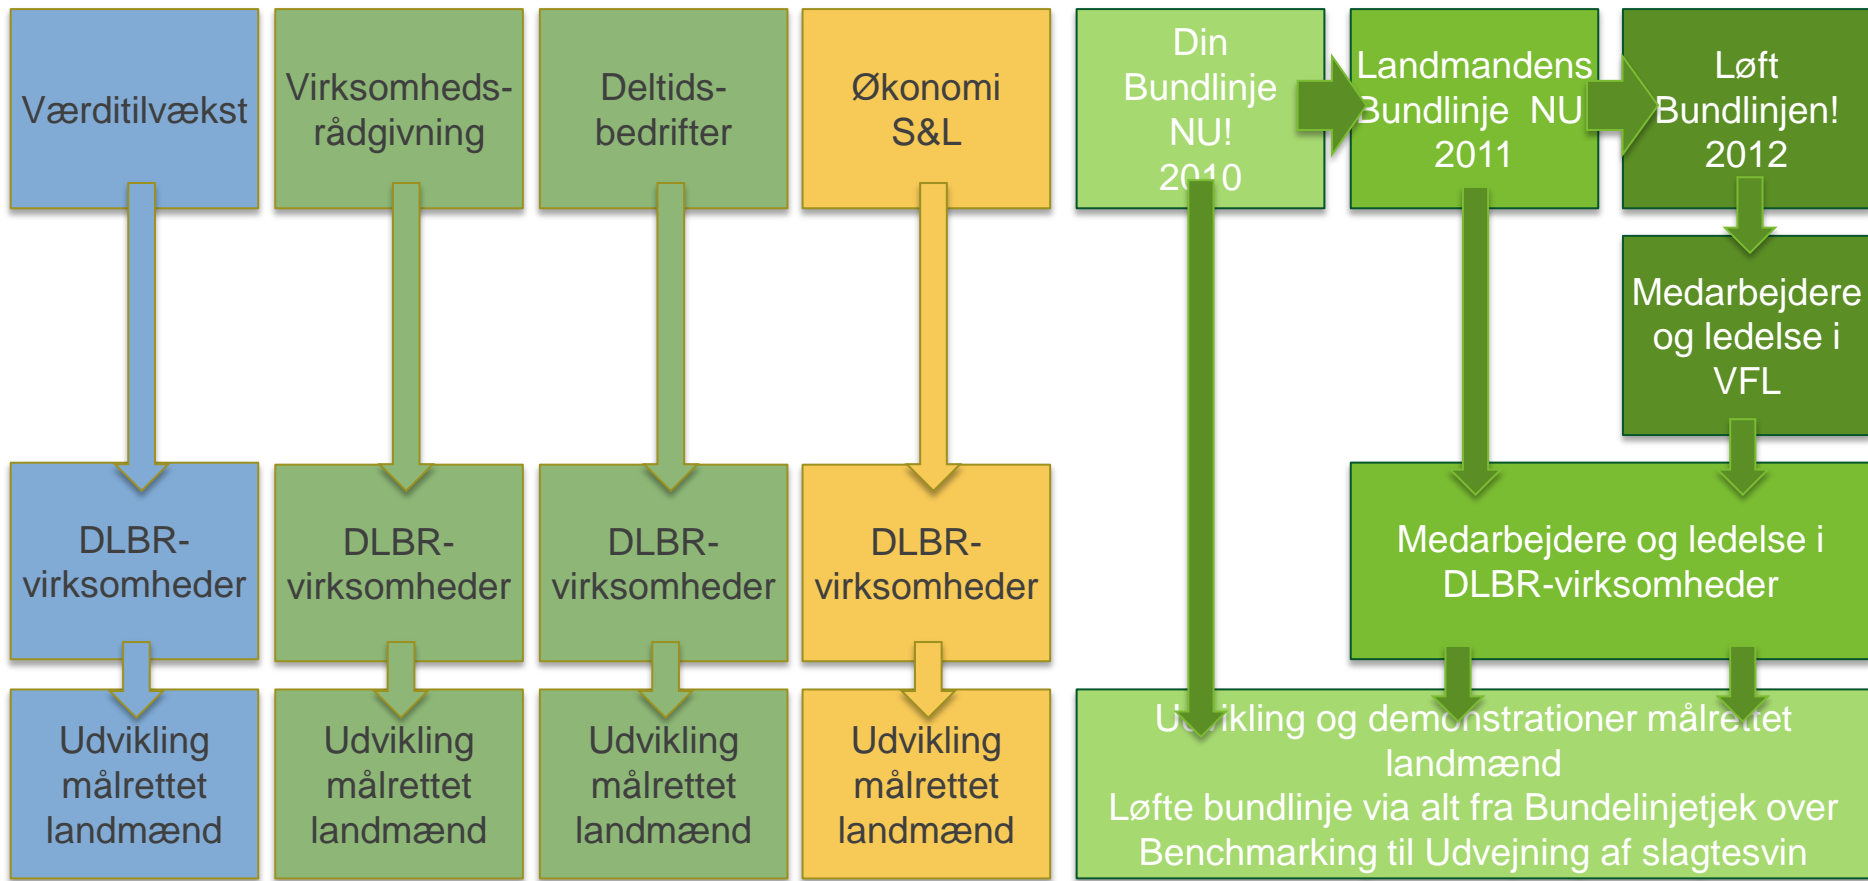 Værditilvækst
Virksomheds-
rådgivning
Deltids-
bedrifter
Økonomi
S&L
Din
Bundlinje
NU!
2010
Landmandens
Bundlinje NU
2011
Løft
Bundlinjen!
2012
Medarbejdere
og ledelse i
VFL
DLBR-
virksomheder
DLBR-
virksomheder
DLBR-
virksomheder
DLBR-
virksomheder
Medarbejdere og ledelse i
DLBR-virksomheder
Udvikling
målrettet
landmænd
Udvikling
målrettet
landmænd
Udvikling
målrettet
landmænd
Udvikling
målrettet
landmænd
Udvikling og demonstrationer målrettet
landmænd
Løfte bundlinje via alt fra Bundelinjetjek over
Benchmarking til Udvejning af slagtesvin